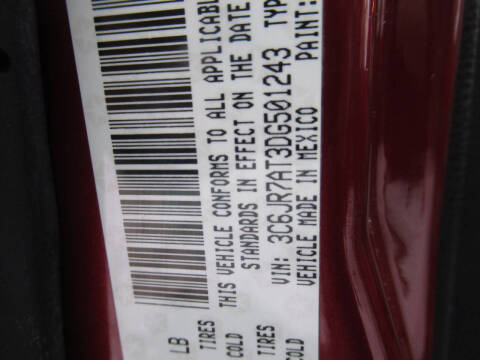 LB
TIRES
COLD
THIS VEHICLE CONFORMS TO ALL APPLICABLE
STANDARDS IN EFFECT ON THE DATE
VIN: 3C6JR7AT3DG501243 TYP
VEHICLE MADE IN MEXICO PAINT:
TIRES
COLD